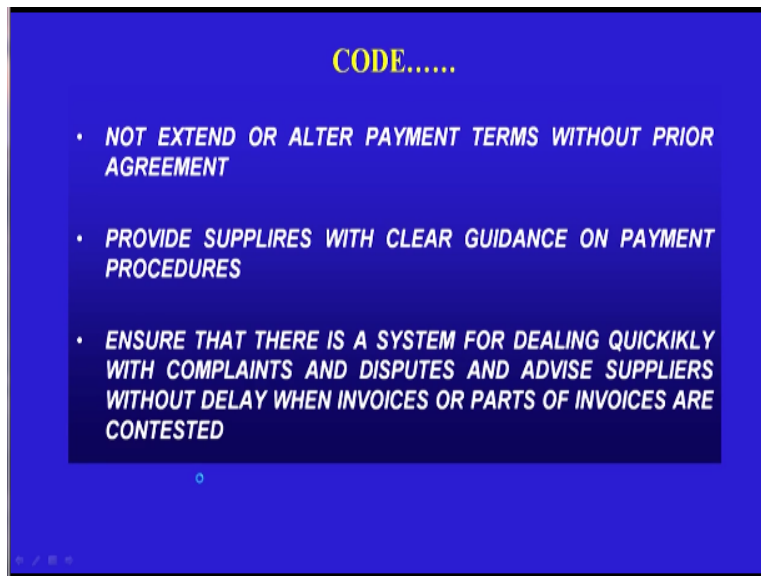 CODE......
• NOT EXTEND OR ALTER PAYMENT TERMS WITHOUT PRIOR
AGREEMENT
• PROVIDE SUPPLIRES WITH CLEAR GUIDANCE ON PAYMENT
PROCEDURES
• ENSURE THAT THERE IS A SYSTEM FOR DEALING QUICKIKLY
WITH COMPLAINTS AND DISPUTES AND ADVISE SUPPLIERS
WITHOUT DELAY WHEN INVOICES OR PARTS OF INVOICES ARE
CONTESTED